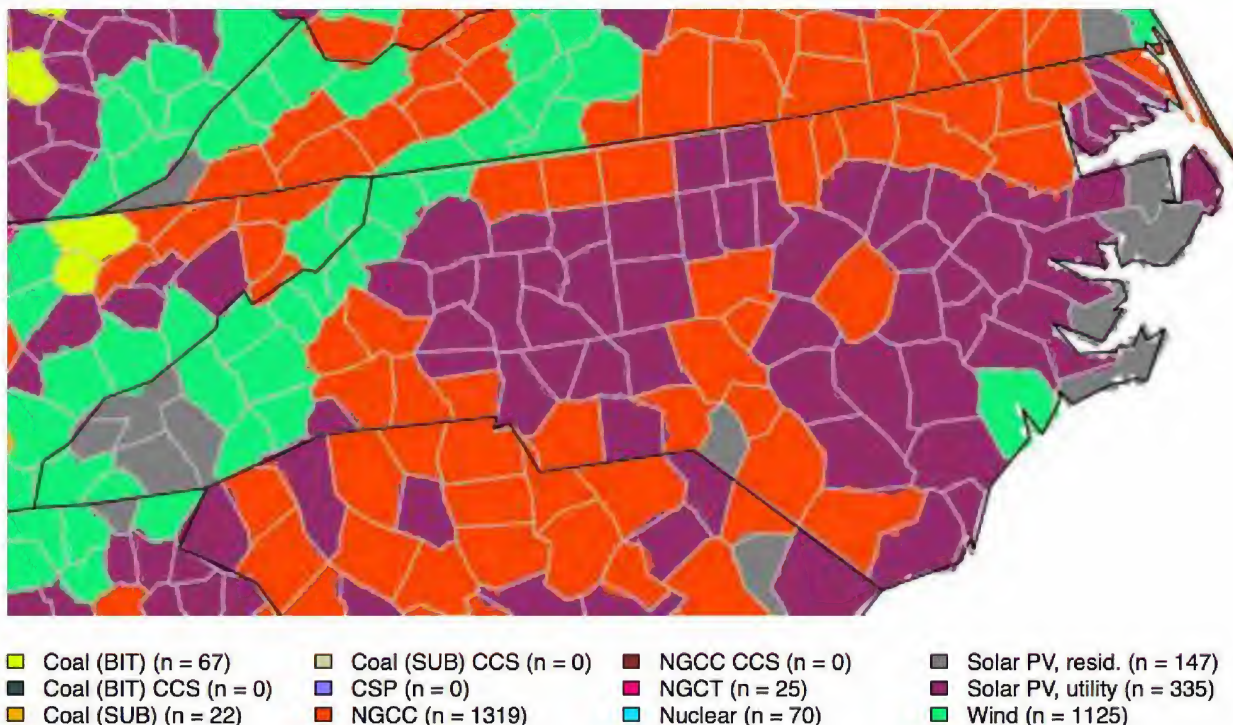 Coal (BIT) (n = 67) Coal (SUB) CCS (n = 0) NGCC CCS (n = 0) Solar PV, resid. (n = 147)
Coal (BIT) CCS (n = 0) CSP (n = 0) NGCT (n = 25) Solar PV, utility (n = 335)
Coal (SUB) (n = 22) NGCC (n = 1319) Nuclear (n = 70) Wind (n = 1125)